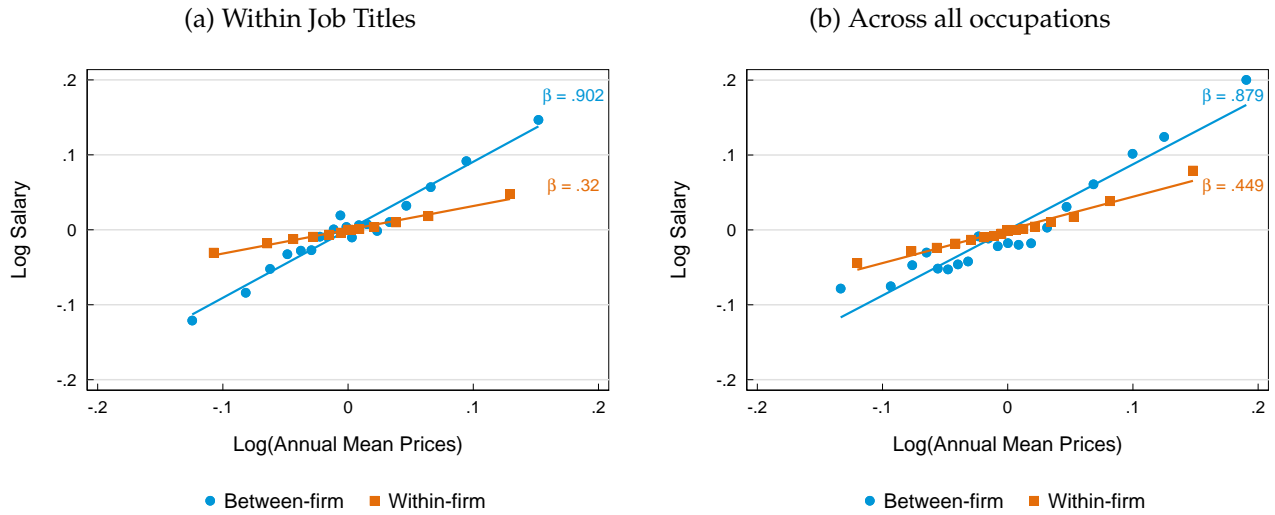 (a) Within Job Titles
.2
.1
0
-.1
-.2
Log Salary
β = .902
β = .32
-.2 -.1 0 .1 .2
Log(Annual Mean Prices)
Between-firm Within-firm
(b) Across all occupations
.2
.1
0
-.1
-.2
Log Salary
β = .879
β = .449
-.2 -.1 0 .1 .2
Log(Annual Mean Prices)
Between-firm Within-firm